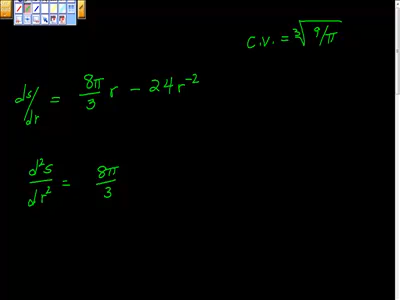 C.V. = ∛9/π
ds/dr = 8π/3 r − 24r⁻²
d²s/dr² = 8π/3